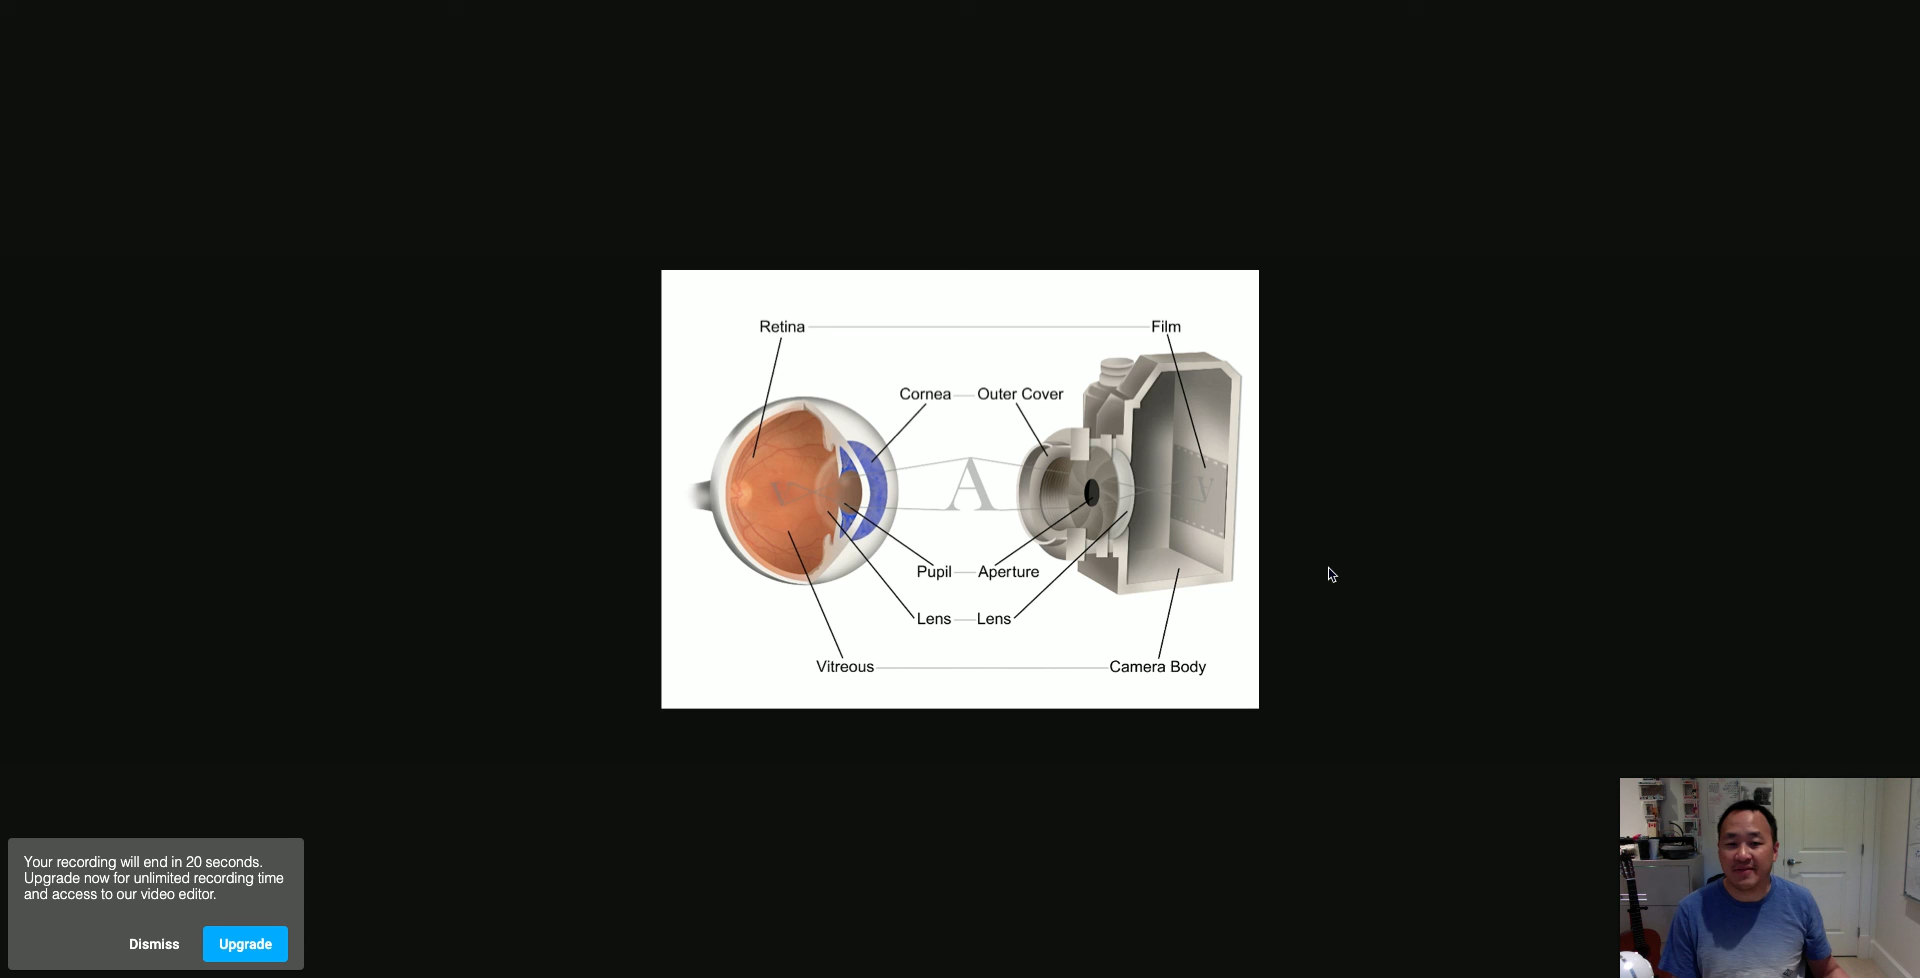 Retina Film
Cornea Outer Cover
A
A A
Pupil Aperture
Lens Lens
Vitreous Camera Body
Your recording will end in 20 seconds.
Upgrade now for unlimited recording time
and access to our video editor.
Dismiss Upgrade